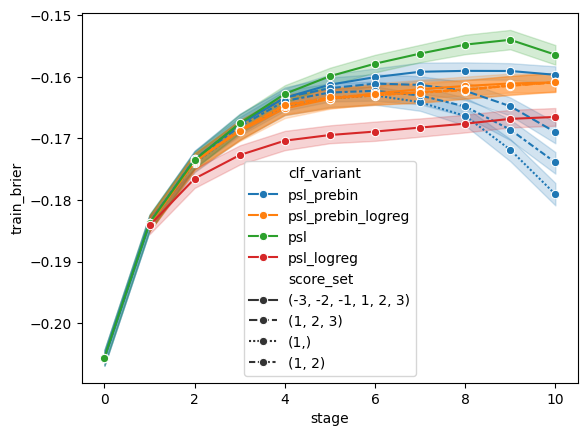 −0.15
−0.16
−0.17
−0.18
−0.19
−0.20
train_brier
clf_variant
psl_prebin
psl_prebin_logreg
psl
psl_logreg
score_set
(-3, -2, -1, 1, 2, 3)
(1, 2, 3)
(1,)
(1, 2)
0 2 4 6 8 10
stage